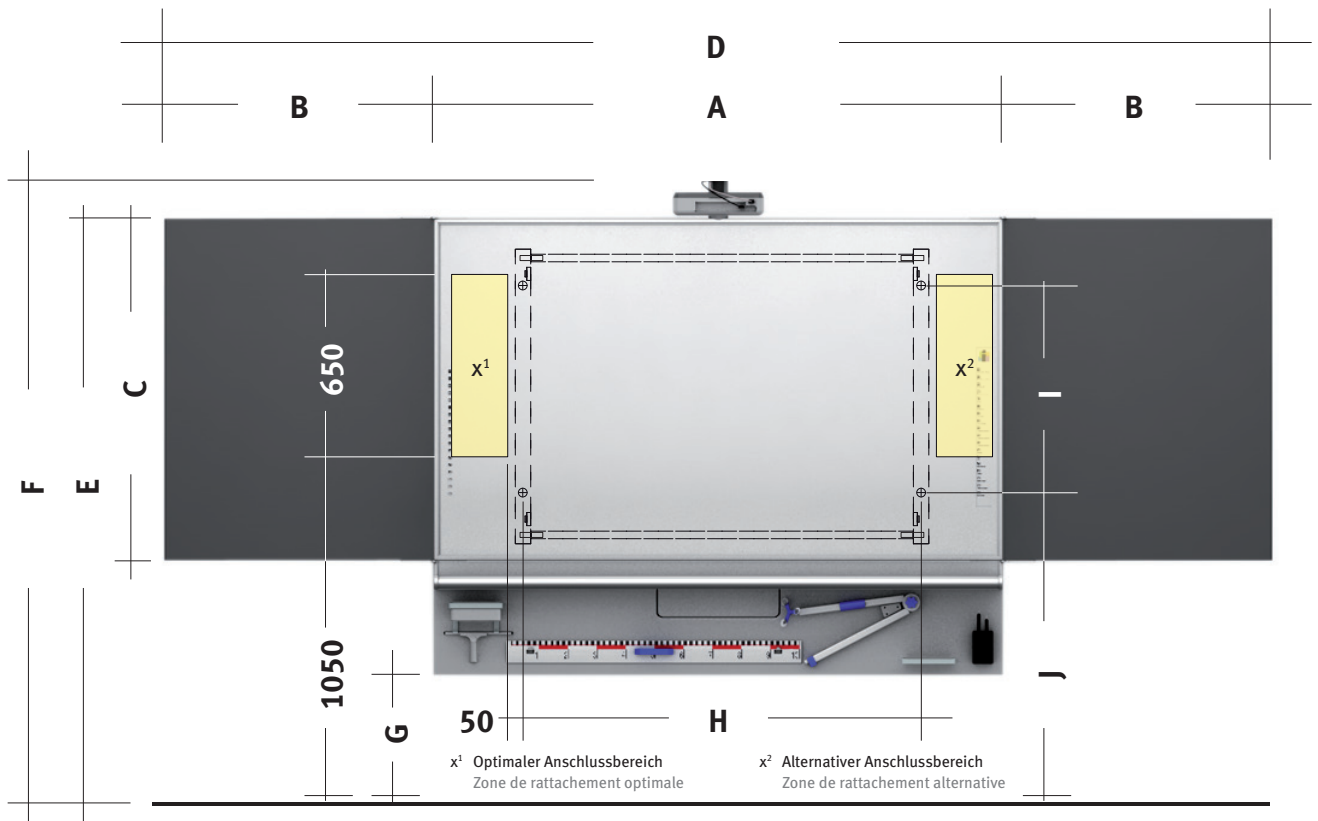 D
B A B
650
x¹
x²
C
I
F
E
1050
J
G
50 H
x¹ Optimaler Anschlussbereich
Zone de rattachement optimale
x² Alternativer Anschlussbereich
Zone de rattachement alternative